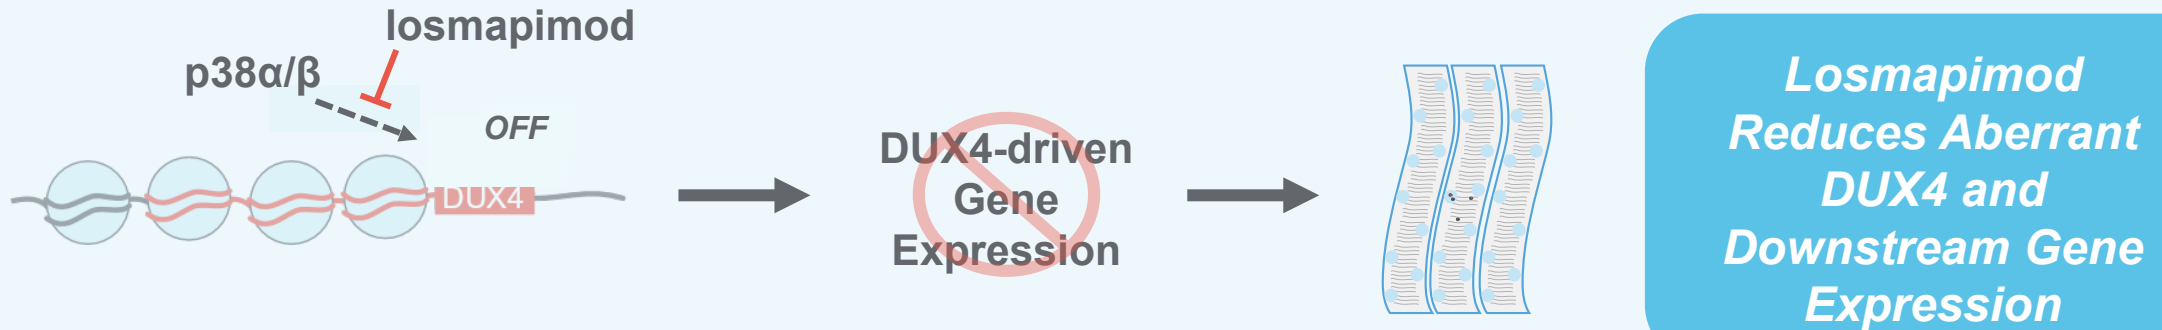 losmapimod
p38α/β
OFF
DUX4
DUX4-driven
Gene
Expression
Losmapimod
Reduces Aberrant
DUX4 and
Downstream Gene
Expression